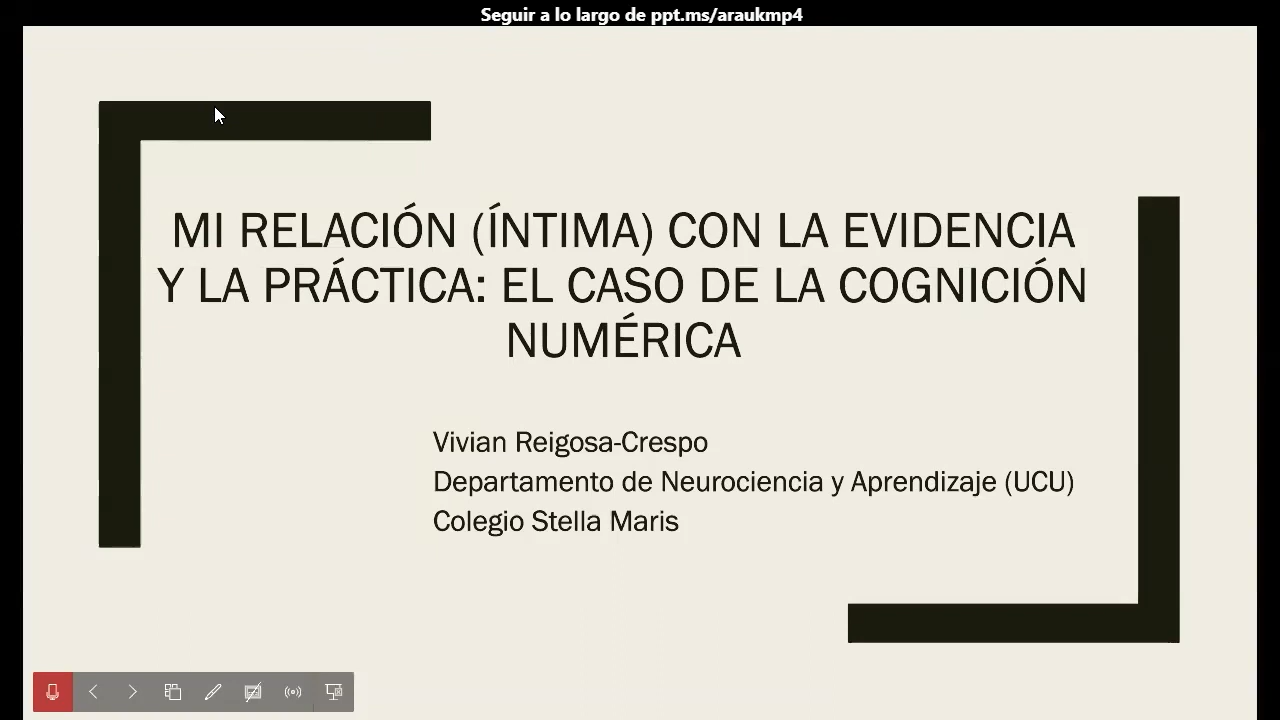 Seguir a lo largo de ppt.ms/araukmp4
MI RELACIÓN (ÍNTIMA) CON LA EVIDENCIA
Y LA PRÁCTICA: EL CASO DE LA COGNICIÓN
NUMÉRICA
Vivian Reigosa-Crespo
Departamento de Neurociencia y Aprendizaje (UCU)
Colegio Stella Maris